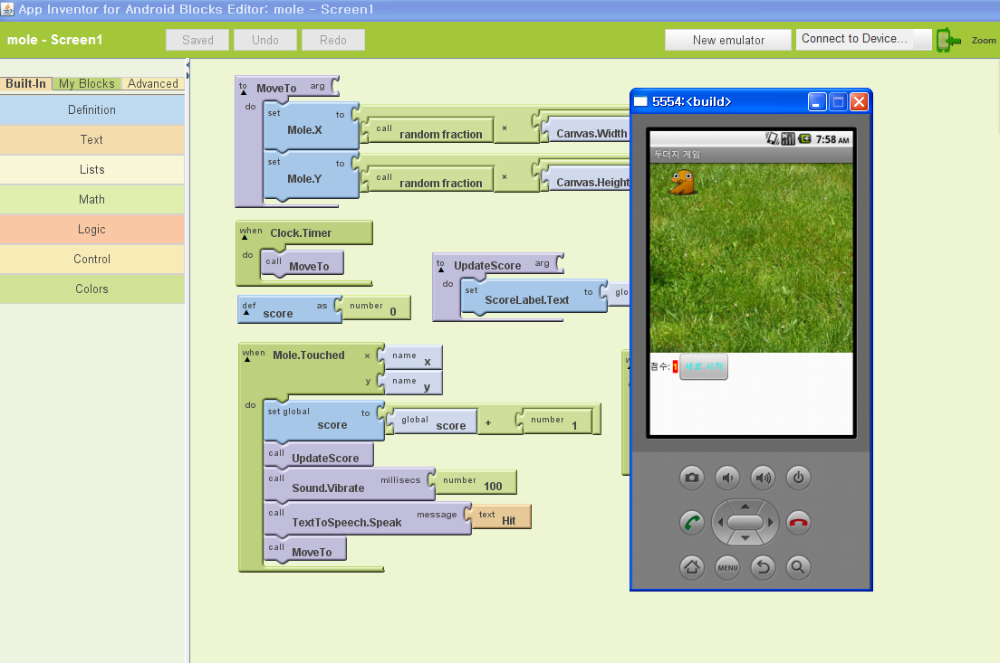 App Inventor for Android Blocks Editor: mole - Screen1
mole - Screen1
Saved
Undo
Redo
New emulator
Connect to Device...
Zoom
Built-In
My Blocks
Advanced
Definition
Text
Lists
Math
Logic
Control
Colors
to MoveTo arg
do
set Mole.X to
call random fraction
×
Canvas.Width
set Mole.Y to
call random fraction
×
Canvas.Height
when Clock.Timer
do
call MoveTo
to UpdateScore arg
do
set ScoreLabel.Text to
glo
def score as
number 0
when Mole.Touched
x
name x
y
name y
do
set global score to
global score
+
number 1
call UpdateScore
call Sound.Vibrate millisecs
number 100
call TextToSpeech.Speak message
text Hit
call MoveTo
5554:<build>
7:58 AM
두더지 게임
점수: 1
새로 시작
MENU